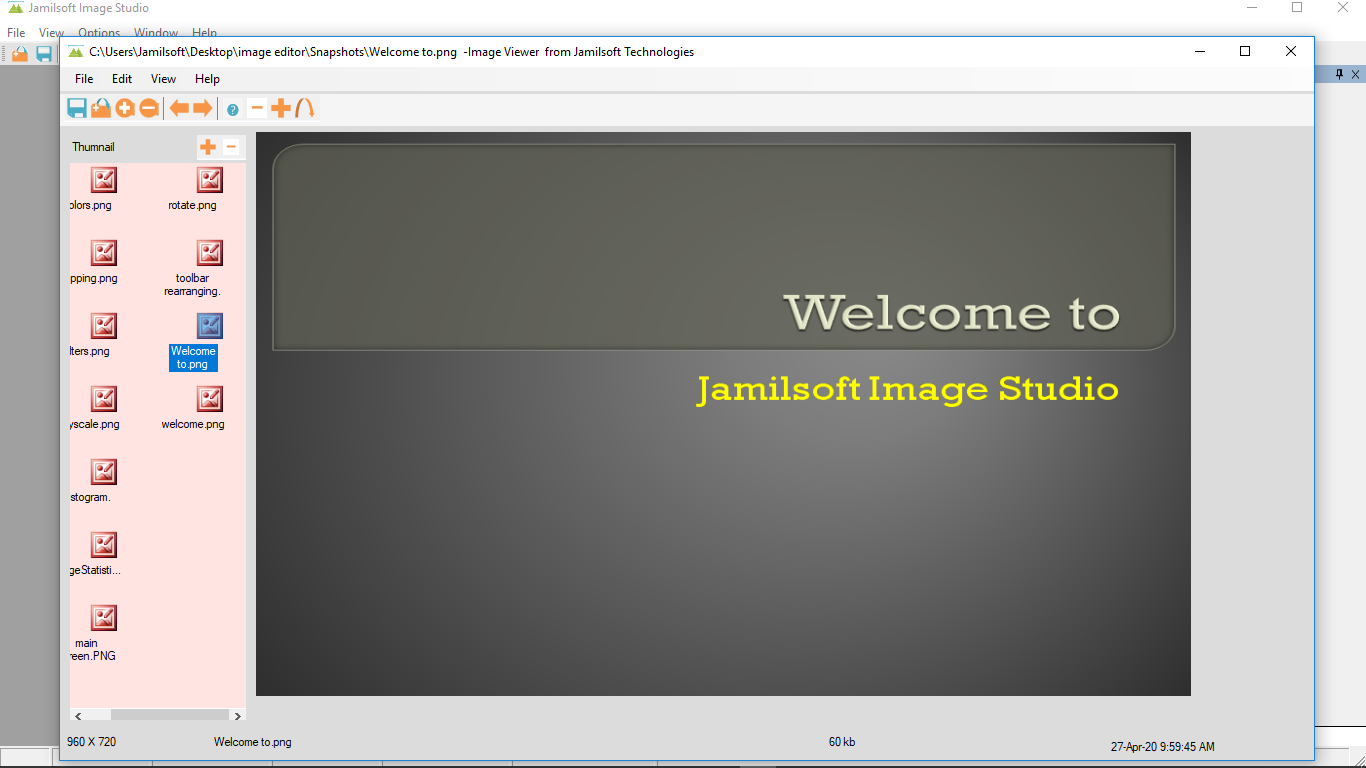 Jamilsoft Image Studio
File View Options Window Help
C:\Users\Jamilsoft\Desktop\image editor\Snapshots\Welcome to.png -Image Viewer from Jamilsoft Technologies
File Edit View Help
Thumnail
olors.png
rotate.png
pping.png
toolbar
rearranging.
lters.png
Welcome
to.png
yscale.png
welcome.png
stogram.
geStatisti...
main
reen.PNG
Welcome to
Jamilsoft Image Studio
960 X 720
Welcome to.png
60 kb
27-Apr-20 9:59:45 AM